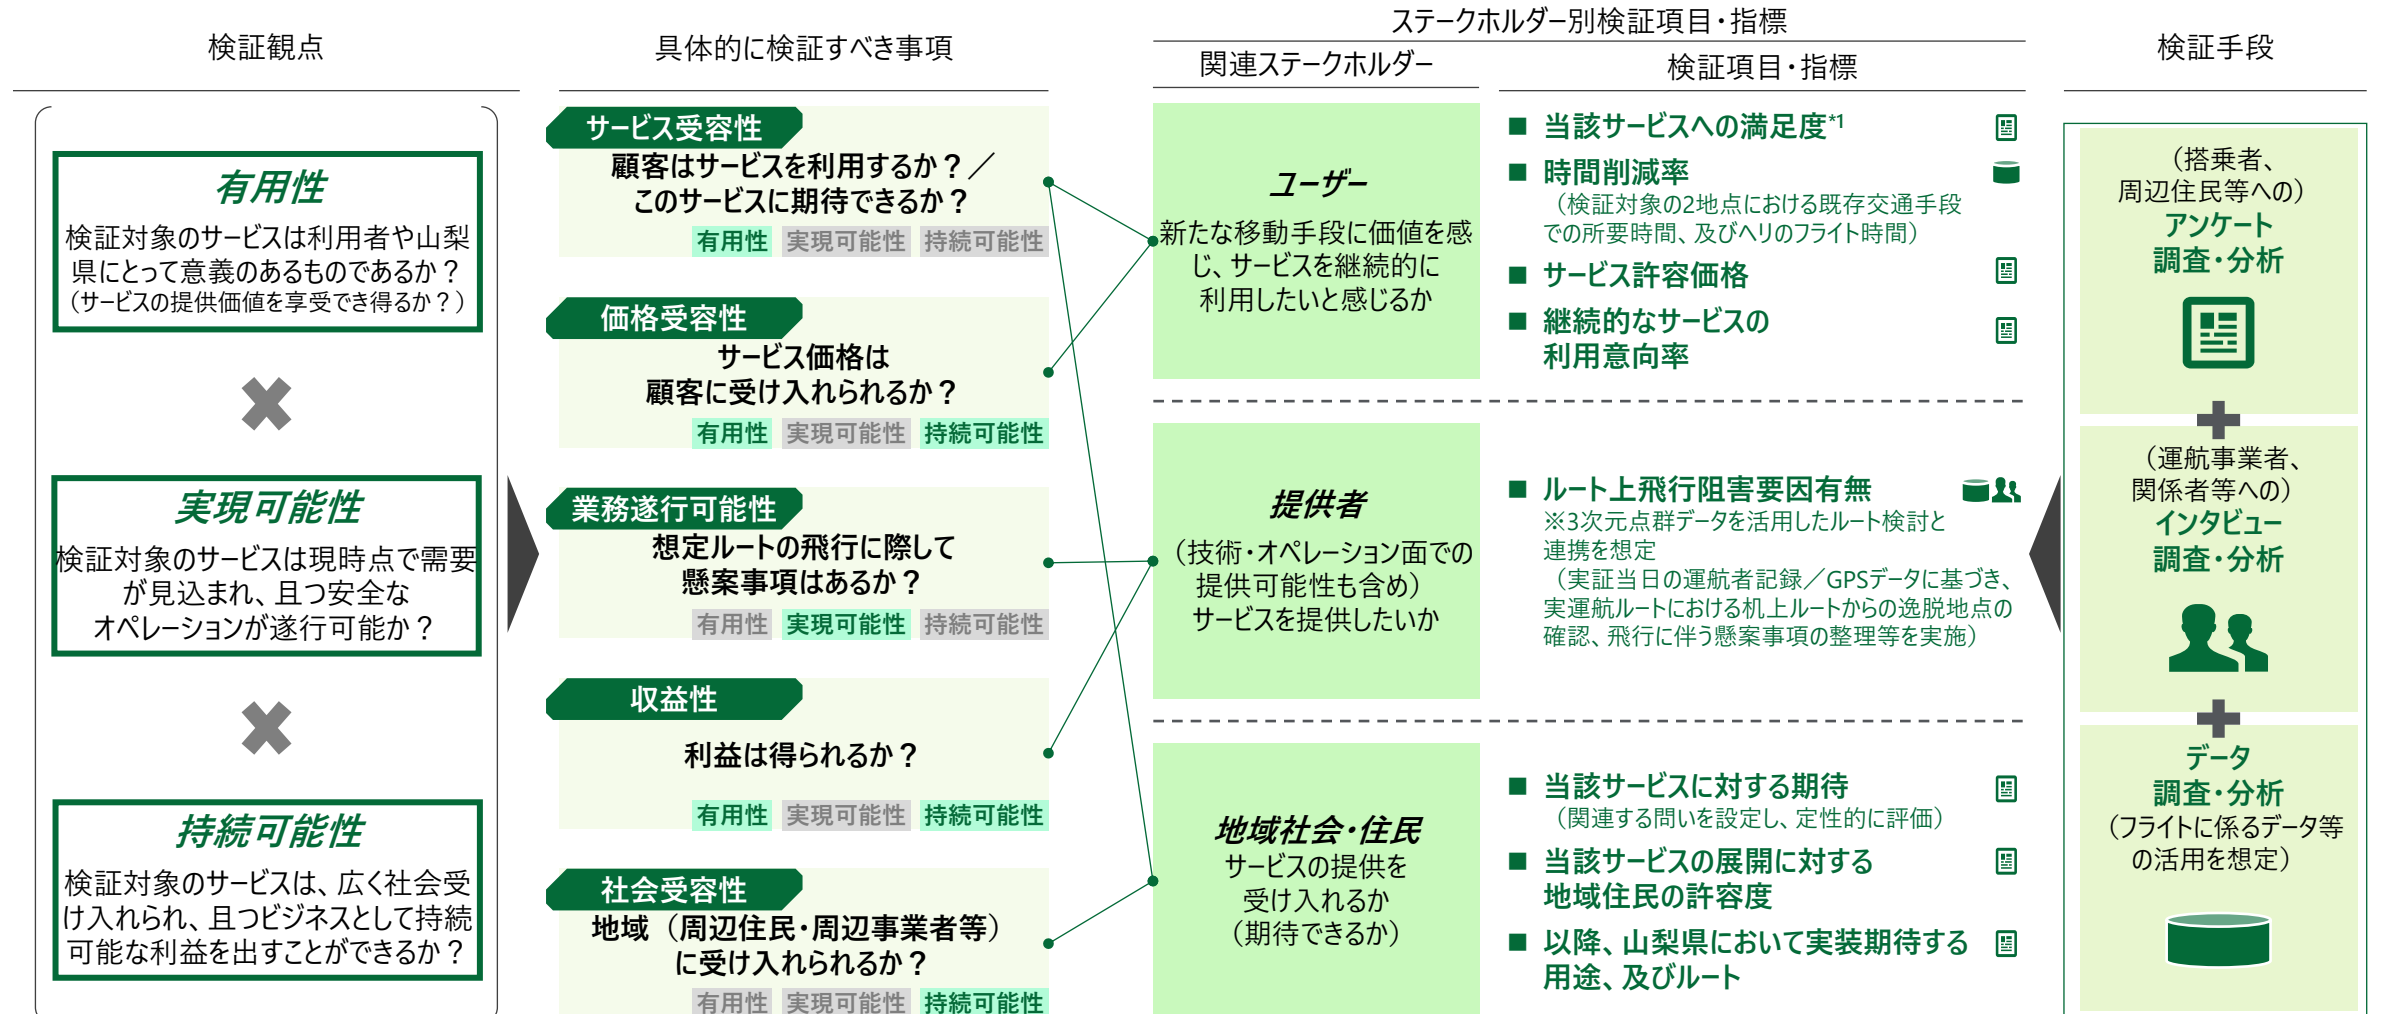 検証観点
具体的に検証すべき事項
ステークホルダー別検証項目・指標
関連ステークホルダー
検証項目・指標
検証手段
有用性
検証対象のサービスは利用者や山梨
県にとって意義のあるものであるか？
（サービスの提供価値を享受でき得るか？）
実現可能性
検証対象のサービスは現時点で需要
が見込まれ、且つ安全な
オペレーションが遂行可能か？
持続可能性
検証対象のサービスは、広く社会受
け入れられ、且つビジネスとして持続
可能な利益を出すことができるか？
サービス受容性
顧客はサービスを利用するか？／
このサービスに期待できるか？
有用性 実現可能性 持続可能性
価格受容性
サービス価格は
顧客に受け入れられるか？
有用性 実現可能性 持続可能性
業務遂行可能性
想定ルートの飛行に際して
懸案事項はあるか？
有用性 実現可能性 持続可能性
収益性
利益は得られるか？
有用性 実現可能性 持続可能性
社会受容性
地域（周辺住民・周辺事業者等）
に受け入れられるか？
有用性 実現可能性 持続可能性
ユーザー
新たな移動手段に価値を感
じ、サービスを継続的に
利用したいと感じるか
提供者
（技術・オペレーション面での
提供可能性も含め）
サービスを提供したいか
地域社会・住民
サービスの提供を
受け入れるか
（期待できるか）
■ 当該サービスへの満足度*1
■ 時間削減率
（検証対象の2地点における既存交通手段
での所要時間、及びヘリのフライト時間）
■ サービス許容価格
■ 継続的なサービスの
利用意向率
■ ルート上飛行阻害要因有無
※3次元点群データを活用したルート検討と
連携を想定
（実証当日の運航者記録／GPSデータに基づき、
実運航ルートにおける机上ルートからの逸脱地点の
確認、飛行に伴う懸案事項の整理等を実施）
■ 当該サービスに対する期待
（関連する問いを設定し、定性的に評価）
■ 当該サービスの展開に対する
地域住民の許容度
■ 以降、山梨県において実装期待する
用途、及びルート
（搭乗者、
周辺住民等への）
アンケート
調査・分析
（運航事業者、
関係者等への）
インタビュー
調査・分析
データ
調査・分析
（フライトに係るデータ等
の活用を想定）